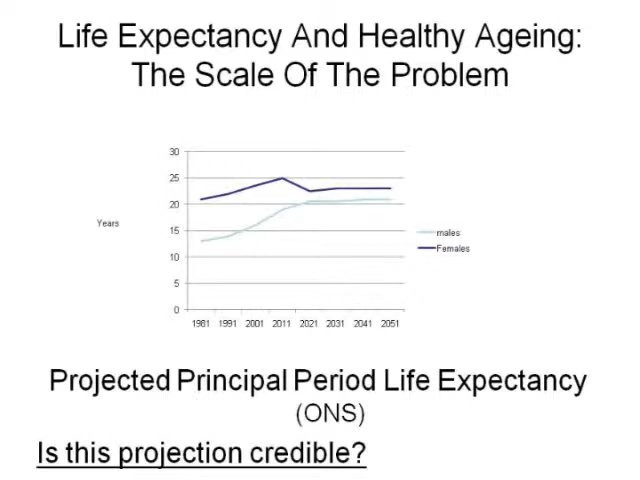 Life Expectancy And Healthy Ageing:
The Scale Of The Problem
30
25
20
15
10
5
0
Years
males
Females
1981 1991 2001 2011 2021 2031 2041 2051
Projected Principal Period Life Expectancy
(ONS)
Is this projection credible?